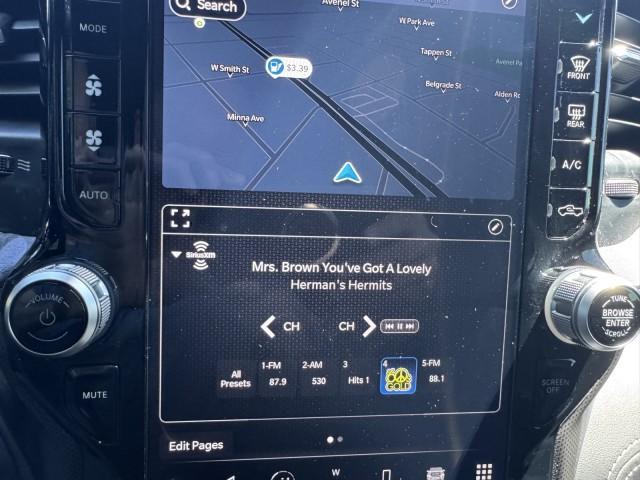 Search
Avenel St
W Park Ave
Tappen St
Avenel Pa
W Smith St
$3.39
Belgrade St
Alden Rd
Minna Ave
MODE
AUTO
VOLUME
MUTE
FRONT
REAR
A/C
TUNE
BROWSE
ENTER
SCROLL
SCREEN
OFF
SiriusXM
Mrs. Brown You've Got A Lovely
Herman's Hermits
CH
CH
All
Presets
1-FM
87.9
2-AM
530
3
Hits 1
4
60s
GOLD
5-FM
88.1
Edit Pages
W